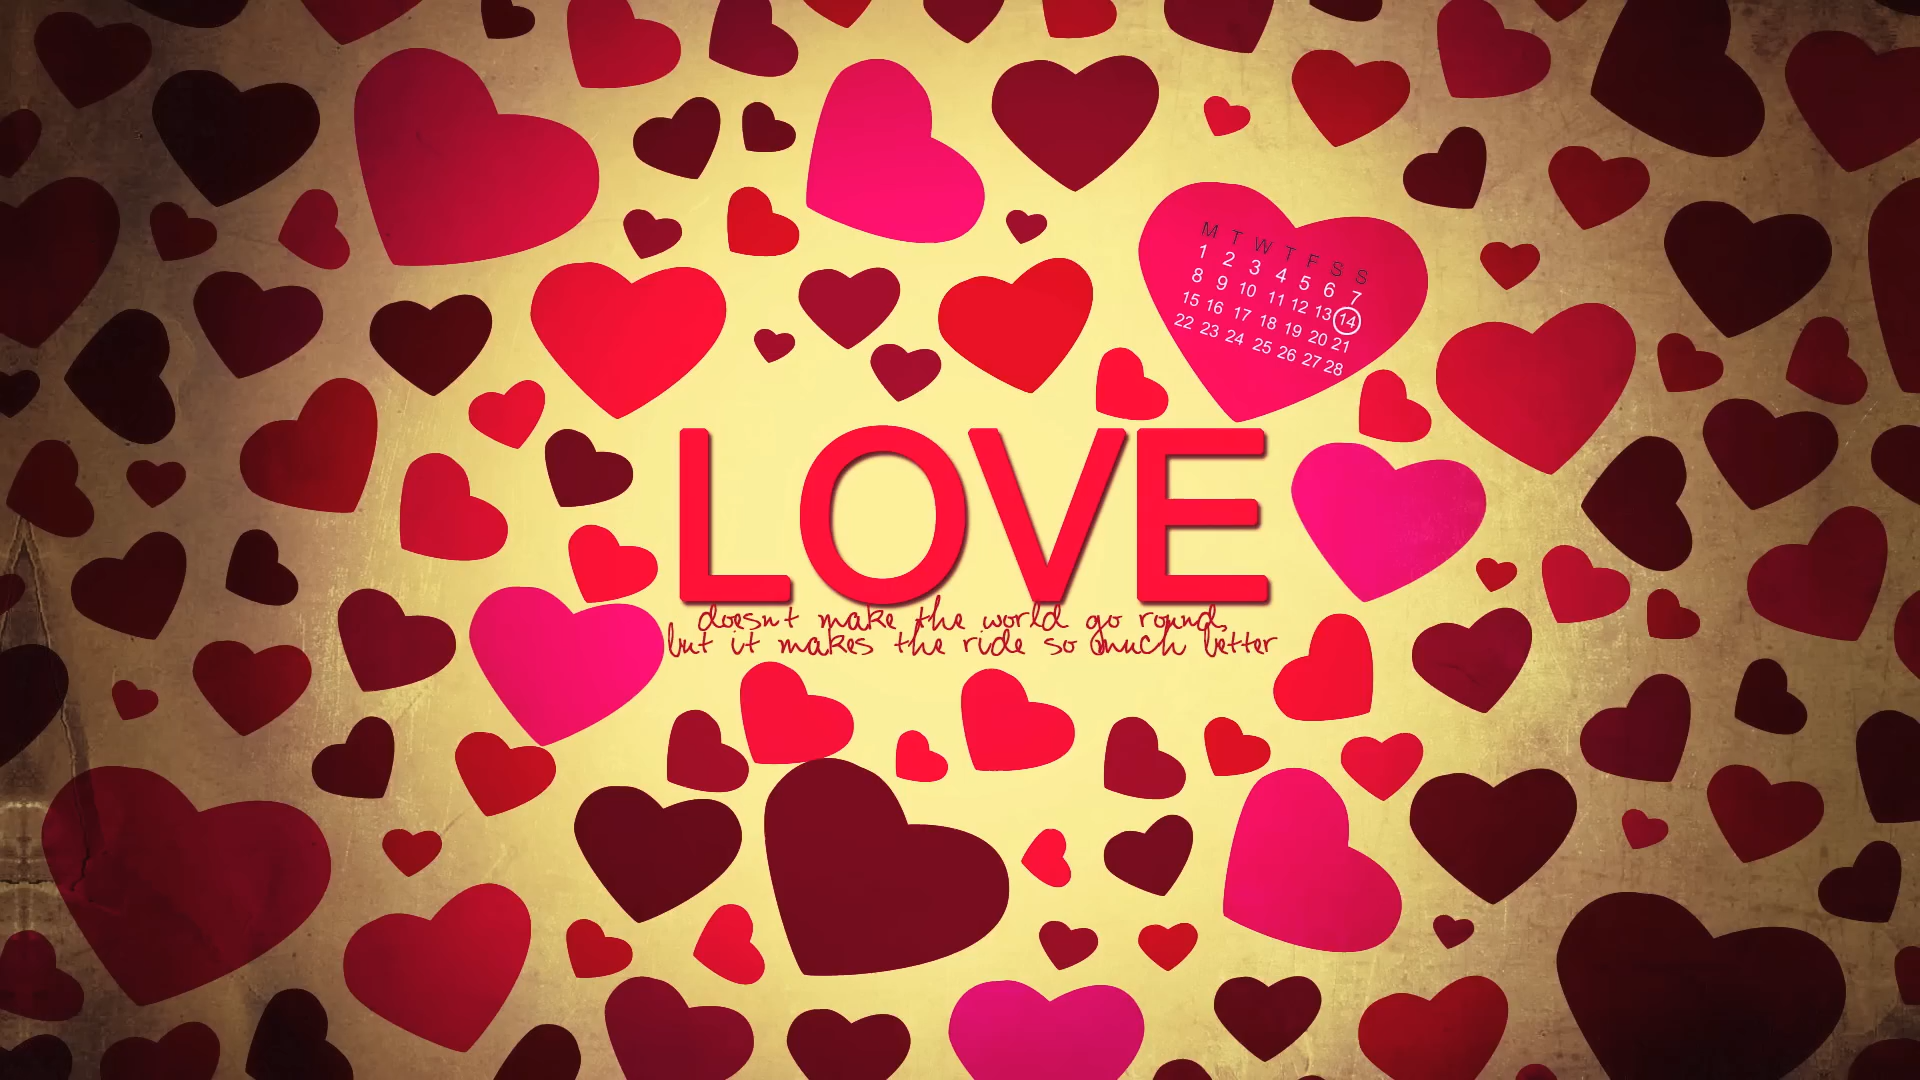 M T W T F S S
1 2 3 4 5 6 7
8 9 10 11 12 13 14
15 16 17 18 19 20 21
22 23 24 25 26 27 28
LOVE
doesnt make the world go round,
but it makes the ride so much better